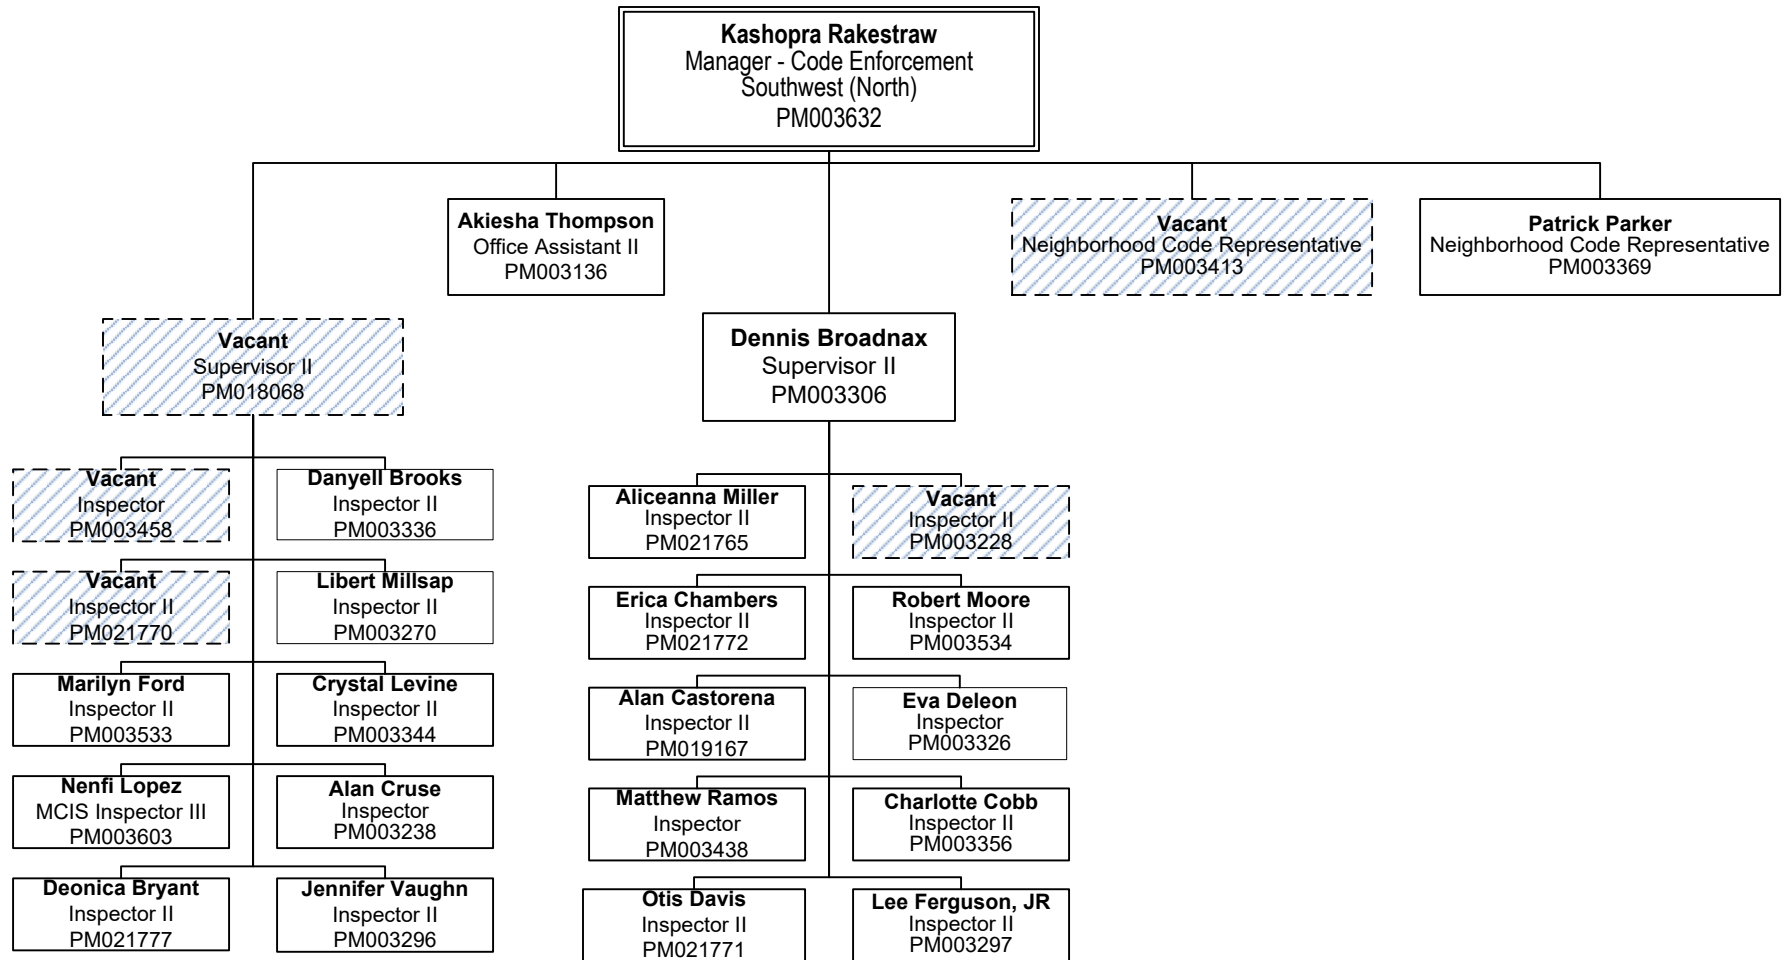 Kashopra Rakestraw
Manager - Code Enforcement
Southwest (North)
PM003632
Akiesha Thompson
Office Assistant II
PM003136
Vacant
Neighborhood Code Representative
PM003413
Patrick Parker
Neighborhood Code Representative
PM003369
Vacant
Supervisor II
PM018068
Dennis Broadnax
Supervisor II
PM003306
Vacant
Inspector
PM003458
Danyell Brooks
Inspector II
PM003336
Vacant
Inspector II
PM021770
Libert Millsap
Inspector II
PM003270
Marilyn Ford
Inspector II
PM003533
Crystal Levine
Inspector II
PM003344
Nenfi Lopez
MCIS Inspector III
PM003603
Alan Cruse
Inspector
PM003238
Deonica Bryant
Inspector II
PM021777
Jennifer Vaughn
Inspector II
PM003296
Aliceanna Miller
Inspector II
PM021765
Vacant
Inspector II
PM003228
Erica Chambers
Inspector II
PM021772
Robert Moore
Inspector II
PM003534
Alan Castorena
Inspector II
PM019167
Eva Deleon
Inspector
PM003326
Matthew Ramos
Inspector
PM003438
Charlotte Cobb
Inspector II
PM003356
Otis Davis
Inspector II
PM021771
Lee Ferguson, JR
Inspector II
PM003297